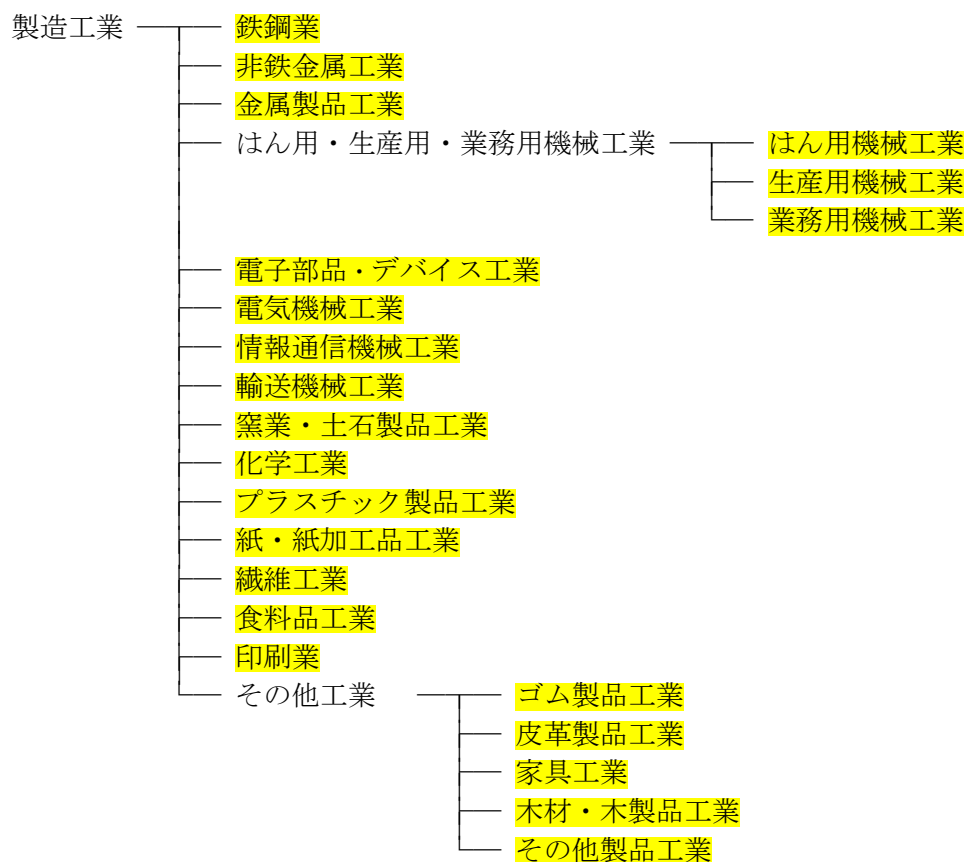 製造工業 鉄鋼業
非鉄金属工業
金属製品工業
はん用・生産用・業務用機械工業 はん用機械工業
生産用機械工業
業務用機械工業
電子部品・デバイス工業
電気機械工業
情報通信機械工業
輸送機械工業
窯業・土石製品工業
化学工業
プラスチック製品工業
紙・紙加工品工業
繊維工業
食料品工業
印刷業
その他工業 ゴム製品工業
皮革製品工業
家具工業
木材・木製品工業
その他製品工業